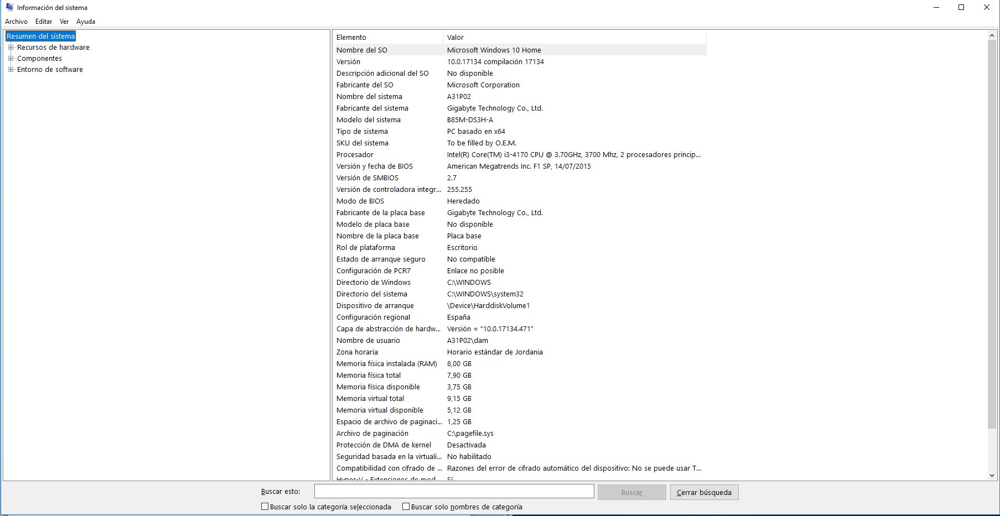 Información del sistema
Archivo Editar Ver Ayuda
Resumen del sistema
Recursos de hardware
Componentes
Entorno de software
Elemento Valor
Nombre del SO Microsoft Windows 10 Home
Versión 10.0.17134 compilación 17134
Descripción adicional del SO No disponible
Fabricante del SO Microsoft Corporation
Nombre del sistema A31P02
Fabricante del sistema Gigabyte Technology Co., Ltd.
Modelo del sistema B85M-DS3H-A
Tipo de sistema PC basado en x64
SKU del sistema To be filled by O.E.M.
Procesador Intel(R) Core(TM) i3-4170 CPU @ 3.70GHz, 3700 Mhz, 2 procesadores princip...
Versión y fecha de BIOS American Megatrends Inc. F1 SP, 14/07/2015
Versión de SMBIOS 2.7
Versión de controladora integr... 255.255
Modo de BIOS Heredado
Fabricante de la placa base Gigabyte Technology Co., Ltd.
Modelo de placa base No disponible
Nombre de la placa base Placa base
Rol de plataforma Escritorio
Estado de arranque seguro No compatible
Configuración de PCR7 Enlace no posible
Directorio de Windows C:\WINDOWS
Directorio del sistema C:\WINDOWS\system32
Dispositivo de arranque \Device\HarddiskVolume1
Configuración regional España
Capa de abstracción de hardw... Versión = "10.0.17134.471"
Nombre de usuario A31P02\dam
Zona horaria Horario estándar de Jordania
Memoria física instalada (RAM) 8,00 GB
Memoria física total 7,90 GB
Memoria física disponible 3,75 GB
Memoria virtual total 9,15 GB
Memoria virtual disponible 5,12 GB
Espacio de archivo de paginaci... 1,25 GB
Archivo de paginación C:\pagefile.sys
Protección de DMA de kernel Desactivada
Seguridad basada en la virtuali... No habilitado
Compatibilidad con cifrado de ... Razones del error de cifrado automático del dispositivo: No se puede usar T...
Hyper-V - Extensiones de mod... Sí
Buscar esto: Buscar Cerrar búsqueda
Buscar solo la categoría seleccionada Buscar solo nombres de categoría